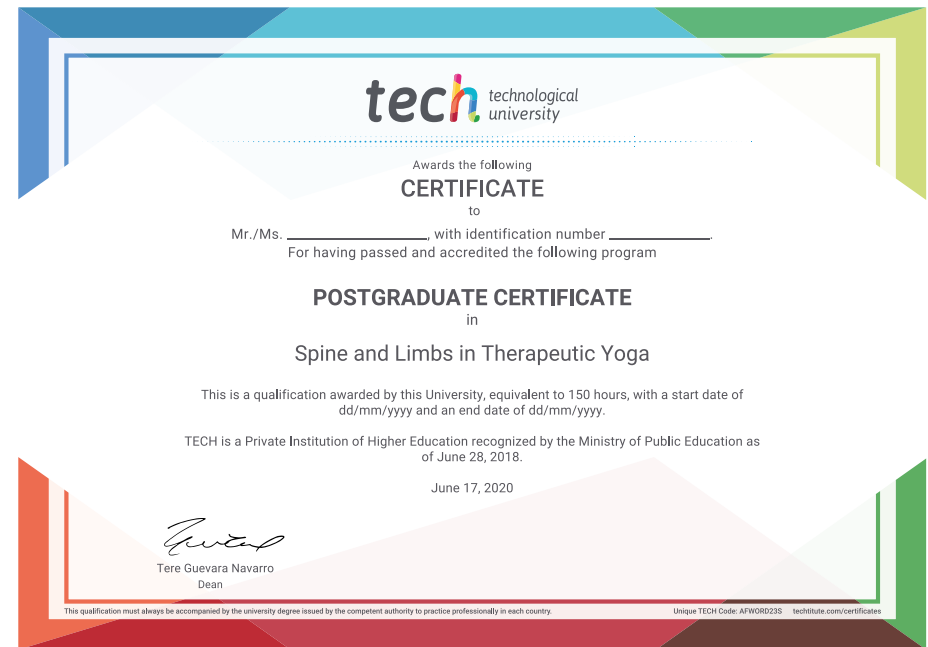 tech technological
university
Awards the following
CERTIFICATE
to
Mr./Ms. ____________________, with identification number ______________.
For having passed and accredited the following program
POSTGRADUATE CERTIFICATE
in
Spine and Limbs in Therapeutic Yoga
This is a qualification awarded by this University, equivalent to 150 hours, with a start date of
dd/mm/yyyy and an end date of dd/mm/yyyy.
TECH is a Private Institution of Higher Education recognized by the Ministry of Public Education as
of June 28, 2018.
June 17, 2020
Tere Guevara Navarro
Dean
This qualification must always be accompanied by the university degree issued by the competent authority to practice professionally in each country.
Unique TECH Code: AFWORD23S techtitute.com/certificates